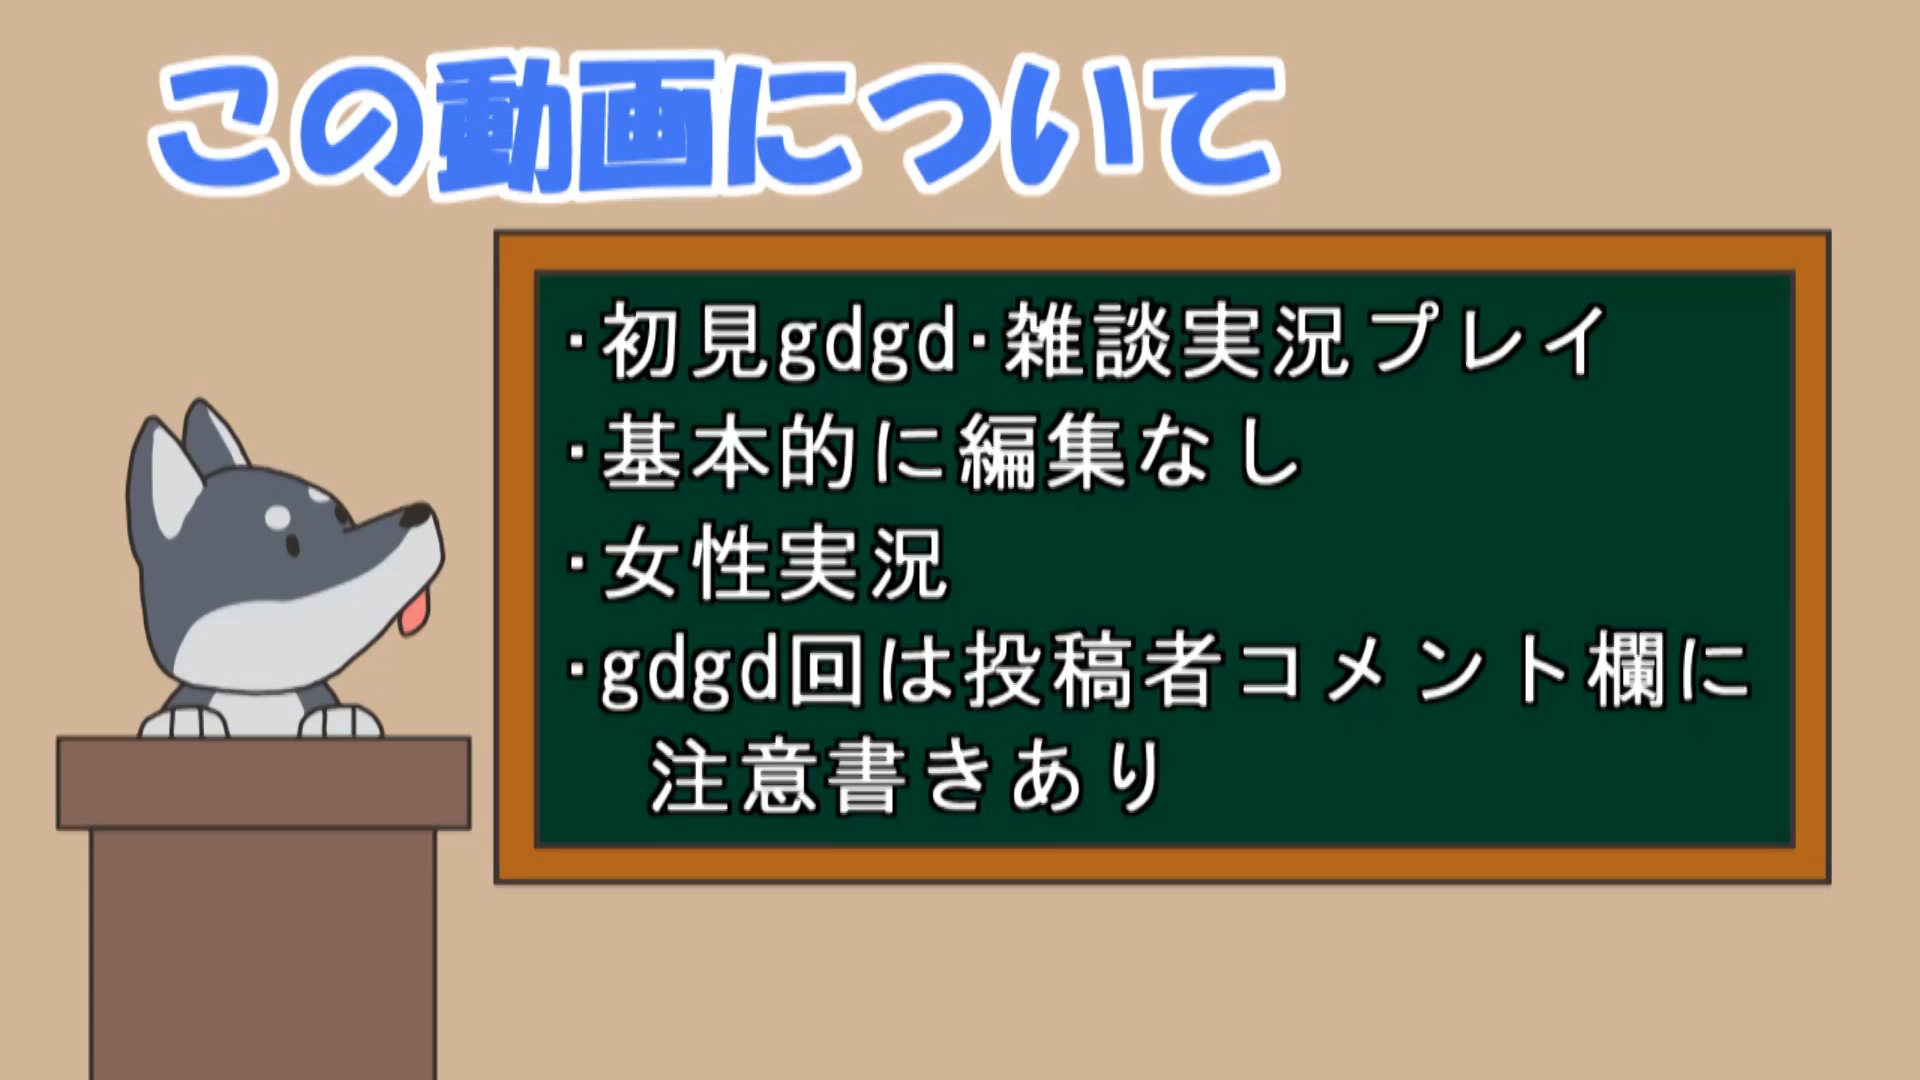 この動画について
・初見gdgd・雑談実況プレイ
・基本的に編集なし
・女性実況
・gdgd回は投稿者コメント欄に
注意書きあり